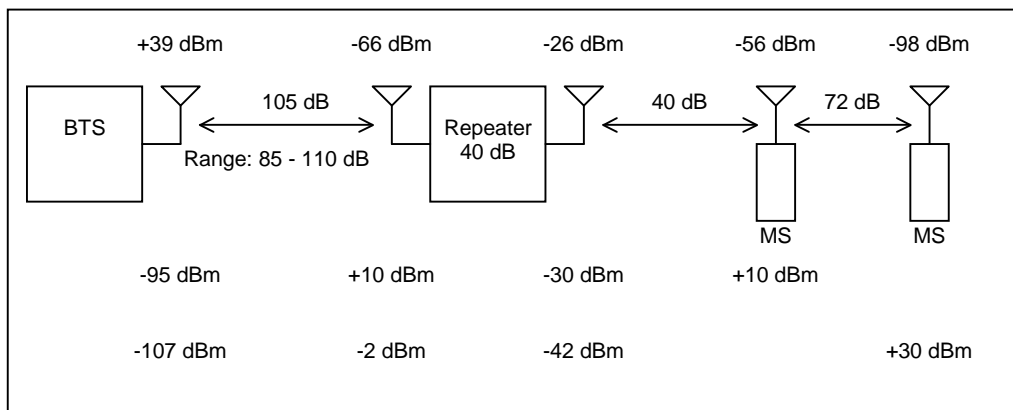 +39 dBm -66 dBm -26 dBm -56 dBm -98 dBm
BTS 105 dB Repeater 40 dB 72 dB
Range: 85 - 110 dB 40 dB
MS MS
-95 dBm +10 dBm -30 dBm +10 dBm
-107 dBm -2 dBm -42 dBm +30 dBm